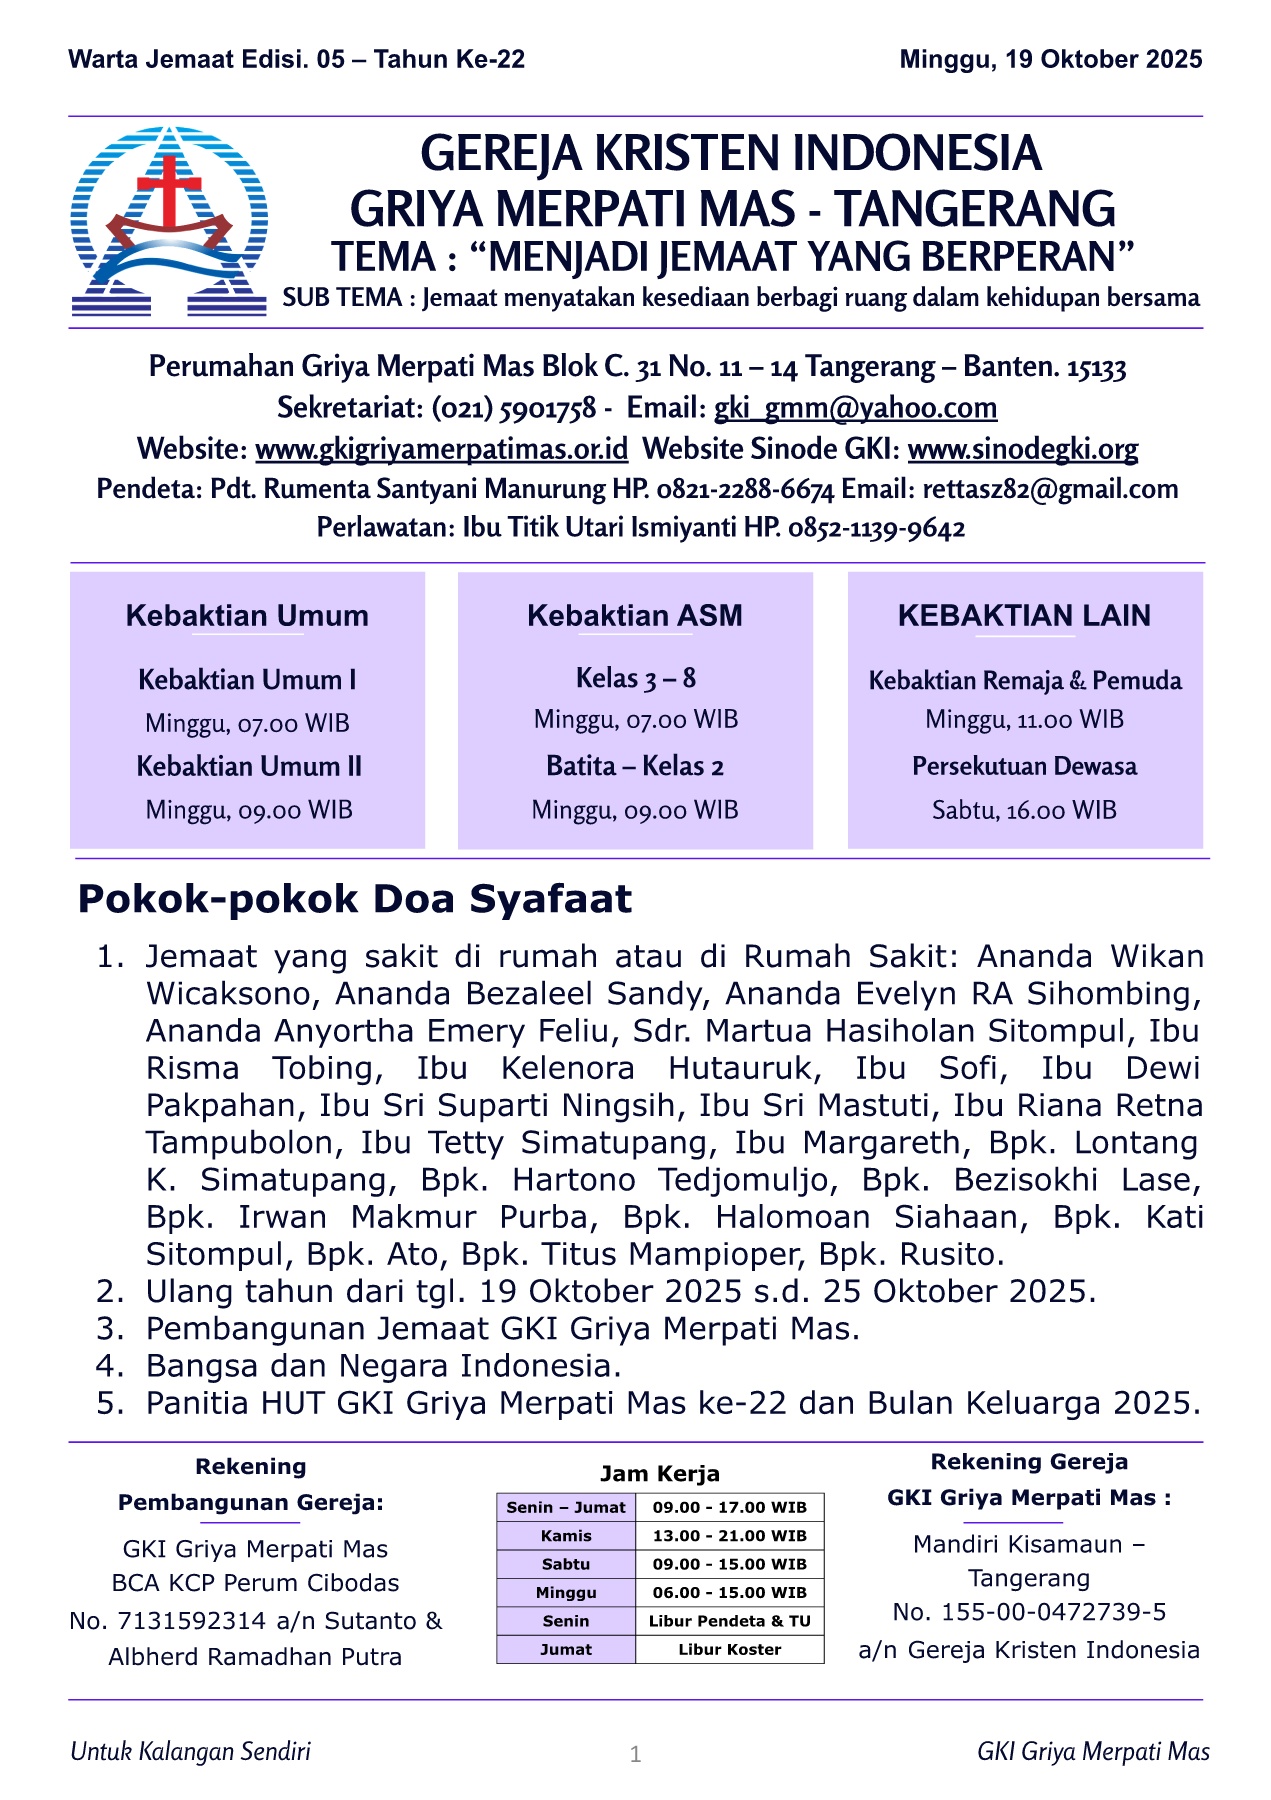 Warta Jemaat Edisi. 05 – Tahun Ke-22
Minggu, 19 Oktober 2025
GEREJA KRISTEN INDONESIA
GRIYA MERPATI MAS - TANGERANG
TEMA : “MENJADI JEMAAT YANG BERPERAN”
SUB TEMA : Jemaat menyatakan kesediaan berbagi ruang dalam kehidupan bersama
Perumahan Griya Merpati Mas Blok C. 31 No. 11 – 14 Tangerang – Banten. 15133
Sekretariat: (021) 5901758 - Email: gki_gmm@yahoo.com
Website: www.gkigriyamerpatimas.or.id Website Sinode GKI: www.sinodegki.org
Pendeta: Pdt. Rumenta Santyani Manurung HP. 0821-2288-6674 Email: rettasz82@gmail.com
Perlawatan: Ibu Titik Utari Ismiyanti HP. 0852-1139-9642
Kebaktian Umum
Kebaktian Umum I
Minggu, 07.00 WIB
Kebaktian Umum II
Minggu, 09.00 WIB
Kebaktian ASM
Kelas 3 – 8
Minggu, 07.00 WIB
Batita – Kelas 2
Minggu, 09.00 WIB
KEBAKTIAN LAIN
Kebaktian Remaja & Pemuda
Minggu, 11.00 WIB
Persekutuan Dewasa
Sabtu, 16.00 WIB
Pokok-pokok Doa Syafaat
1. Jemaat yang sakit di rumah atau di Rumah Sakit: Ananda Wikan
Wicaksono, Ananda Bezaleel Sandy, Ananda Evelyn RA Sihombing,
Ananda Anyortha Emery Feliu, Sdr. Martua Hasiholan Sitompul, Ibu
Risma Tobing, Ibu Kelenora Hutauruk, Ibu Sofi, Ibu Dewi
Pakpahan, Ibu Sri Suparti Ningsih, Ibu Sri Mastuti, Ibu Riana Retna
Tampubolon, Ibu Tetty Simatupang, Ibu Margareth, Bpk. Lontang
K. Simatupang, Bpk. Hartono Tedjomuljo, Bpk. Bezisokhi Lase,
Bpk. Irwan Makmur Purba, Bpk. Halomoan Siahaan, Bpk. Kati
Sitompul, Bpk. Ato, Bpk. Titus Mampioper, Bpk. Rusito.
2. Ulang tahun dari tgl. 19 Oktober 2025 s.d. 25 Oktober 2025.
3. Pembangunan Jemaat GKI Griya Merpati Mas.
4. Bangsa dan Negara Indonesia.
5. Panitia HUT GKI Griya Merpati Mas ke-22 dan Bulan Keluarga 2025.
Rekening
Pembangunan Gereja:
GKI Griya Merpati Mas
BCA KCP Perum Cibodas
No. 7131592314 a/n Sutanto &
Albherd Ramadhan Putra
Jam Kerja
Senin – Jumat 09.00 - 17.00 WIB
Kamis 13.00 - 21.00 WIB
Sabtu 09.00 - 15.00 WIB
Minggu 06.00 - 15.00 WIB
Senin Libur Pendeta & TU
Jumat Libur Koster
Rekening Gereja
GKI Griya Merpati Mas :
Mandiri Kisamaun –
Tangerang
No. 155-00-0472739-5
a/n Gereja Kristen Indonesia
Untuk Kalangan Sendiri
1
GKI Griya Merpati Mas